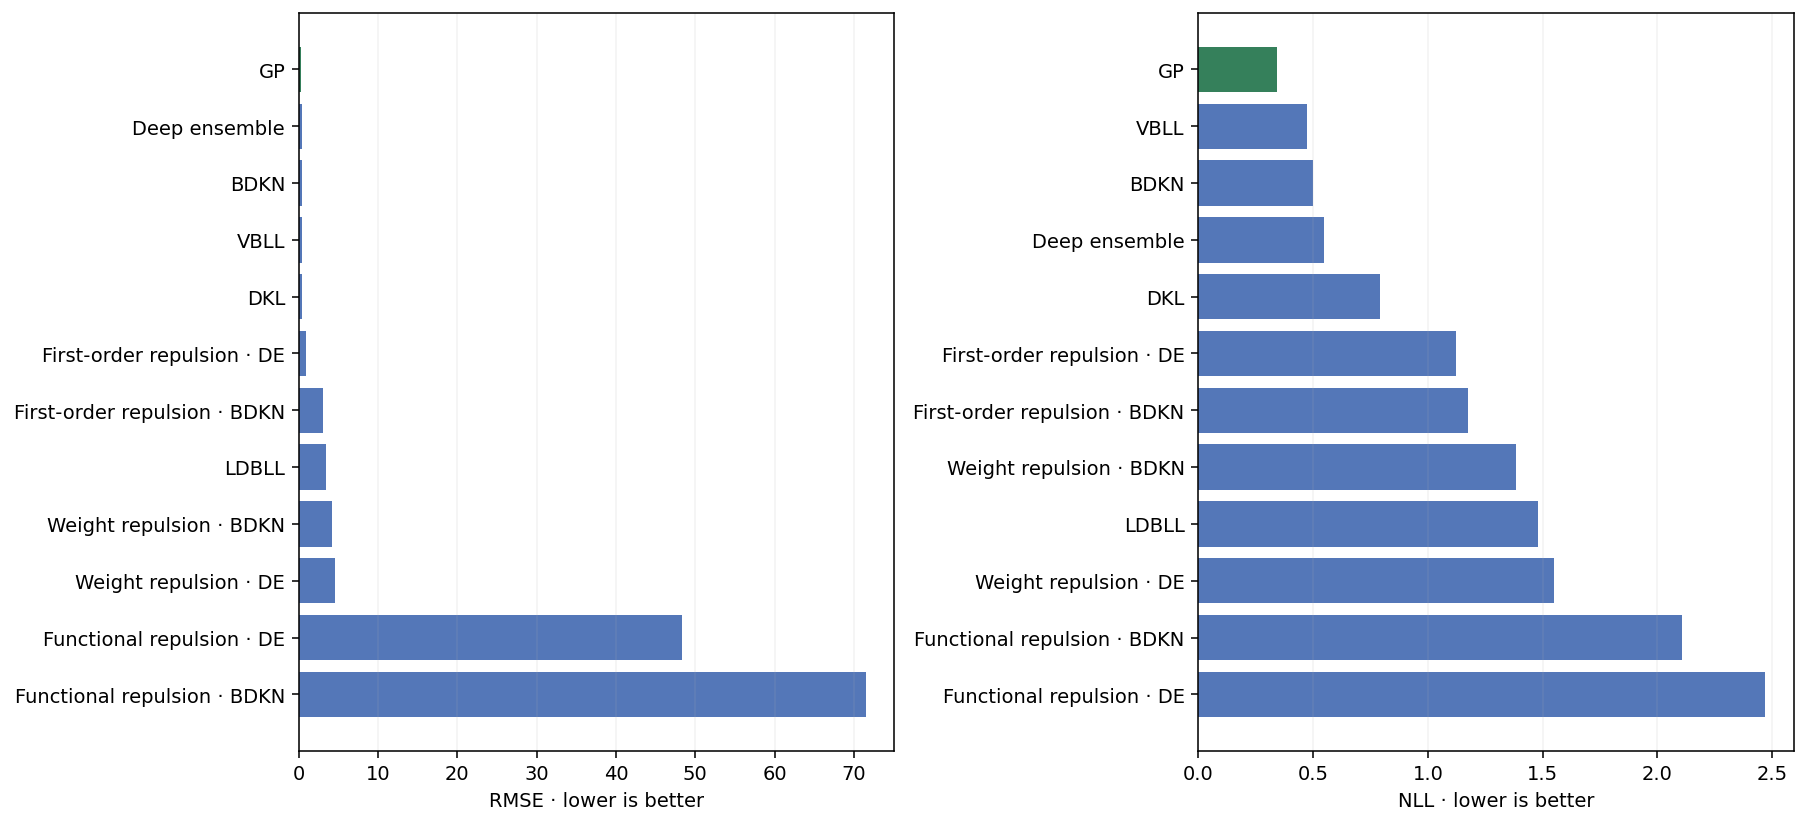 GP
Deep ensemble
BDKN
VBLL
DKL
First-order repulsion · DE
First-order repulsion · BDKN
LDBLL
Weight repulsion · BDKN
Weight repulsion · DE
Functional repulsion · DE
Functional repulsion · BDKN
0 10 20 30 40 50 60 70
RMSE · lower is better
GP
VBLL
BDKN
Deep ensemble
DKL
First-order repulsion · DE
First-order repulsion · BDKN
Weight repulsion · BDKN
LDBLL
Weight repulsion · DE
Functional repulsion · BDKN
Functional repulsion · DE
0.0 0.5 1.0 1.5 2.0 2.5
NLL · lower is better